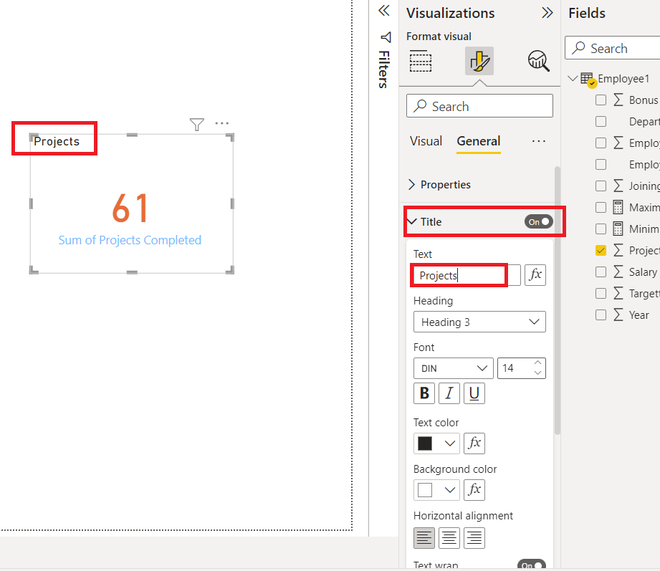 Projects
61
Sum of Projects Completed
Filters
Visualizations
Format visual
Search
Visual
General
Properties
Title
On
Text
Projects
fx
Heading
Heading 3
Font
DIN
14
B
I
U
Text color
fx
Background color
fx
Horizontal alignment
Text wrap
On
Fields
Search
Employee1
Bonus
Depar
Employ
Employ
Joining
Maxim
Minim
Project
Salary
Target
Year